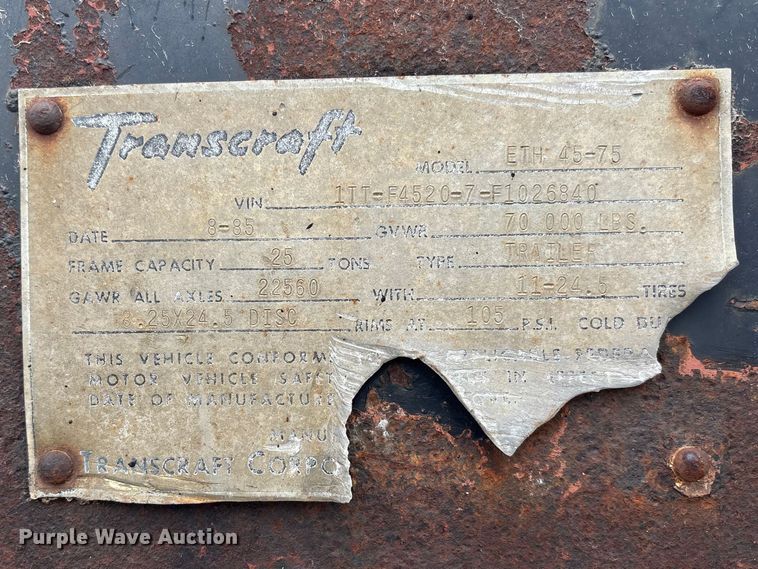 Transcraft
MODEL ETH 45-75
VIN 1TT-F4520-7-F1026840
DATE 8-85 GVWR 70 000 LBS.
FRAME CAPACITY 25 TONS TYPE TRAILER
GAWR ALL AXLES 22560 WITH 11-24.5 TIRES
8.25X24.5 DISC RIMS AT 105 P.S.I. COLD DU
THIS VEHICLE CONFORM
MOTOR VEHICLE SAFET IN
DATE OF MANUFACTURE
MANU
TRANSCRAFT CORPO
Purple Wave Auction